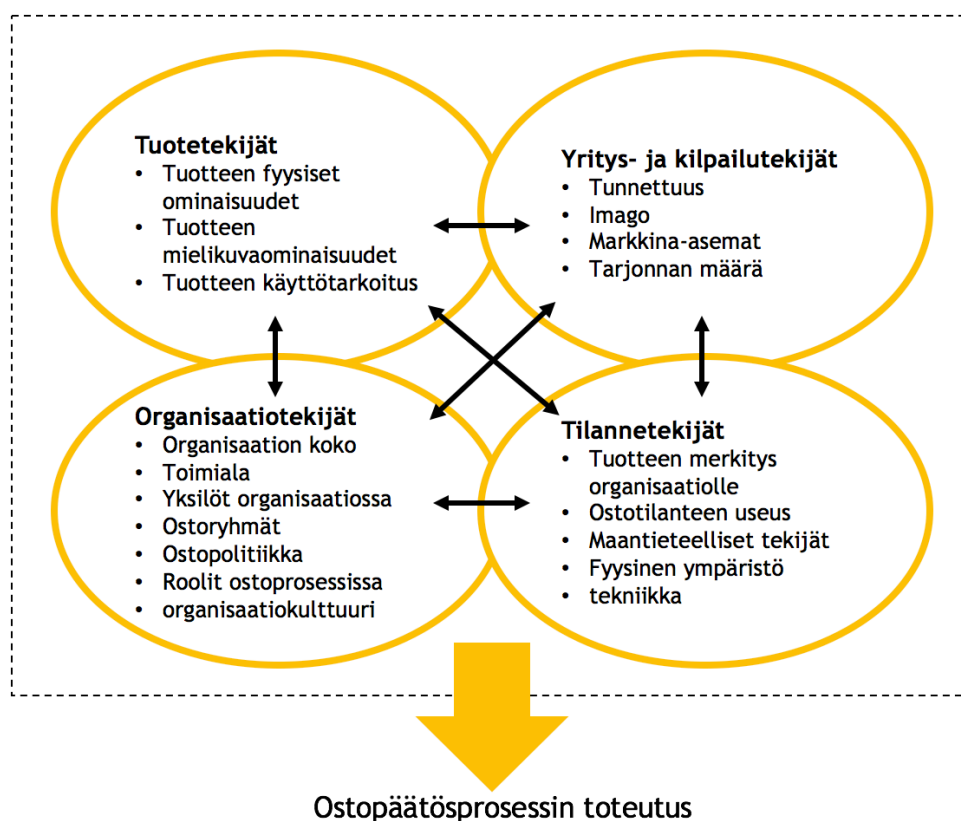 Tuotetekijät
• Tuotteen fyysiset
ominaisuudet
• Tuotteen
mielikuvaominaisuudet
• Tuotteen käyttötarkoitus
Yritys- ja kilpailutekijät
• Tunnettuus
• Imago
• Markkina-asemat
• Tarjonnan määrä
Organisaatiotekijät
• Organisaation koko
• Toimiala
• Yksilöt organisaatiossa
• Ostoryhmät
• Ostopolitiikka
• Roolit ostoprosessissa
• organisaatiokulttuuri
Tilannetekijät
• Tuotteen merkitys
organisaatiolle
• Ostotilanteen useus
• Maantieteelliset tekijät
• Fyysinen ympäristö
• tekniikka
Ostopäätösprosessin toteutus